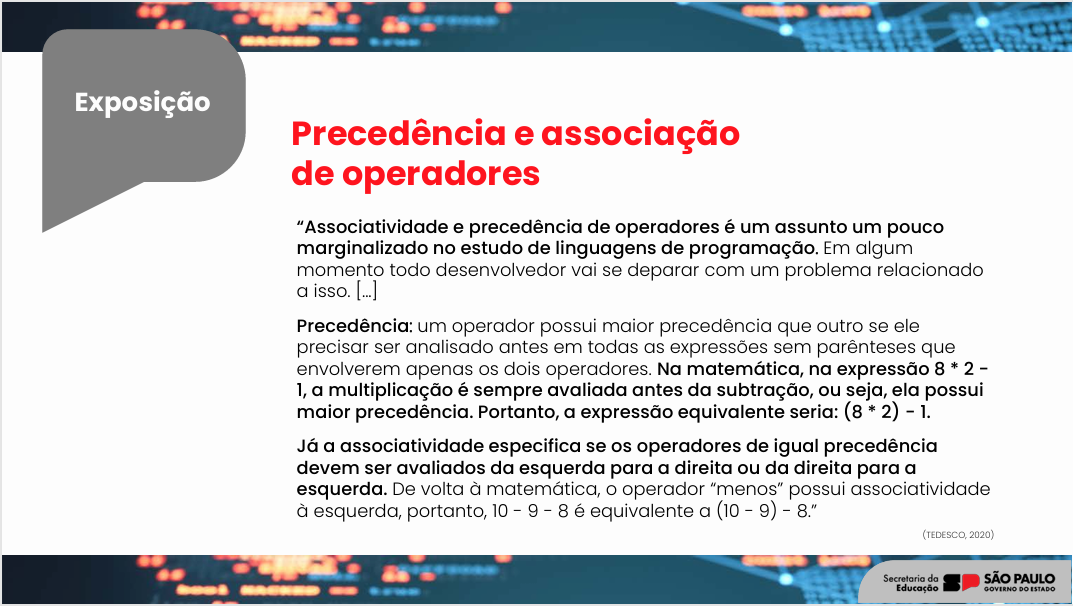 Exposição
Precedência e associação
de operadores
“Associatividade e precedência de operadores é um assunto um pouco
marginalizado no estudo de linguagens de programação. Em algum
momento todo desenvolvedor vai se deparar com um problema relacionado
a isso. [...]
Precedência: um operador possui maior precedência que outro se ele
precisar ser analisado antes em todas as expressões sem parênteses que
envolverem apenas os dois operadores. Na matemática, na expressão 8 * 2 -
1, a multiplicação é sempre avaliada antes da subtração, ou seja, ela possui
maior precedência. Portanto, a expressão equivalente seria: (8 * 2) - 1.
Já a associatividade especifica se os operadores de igual precedência
devem ser avaliados da esquerda para a direita ou da direita para a
esquerda. De volta à matemática, o operador “menos” possui associatividade
à esquerda, portanto, 10 - 9 - 8 é equivalente a (10 - 9) - 8.”
(TEDESCO, 2020)
Secretaria da
Educação
SP
SÃO PAULO
GOVERNO DO ESTADO